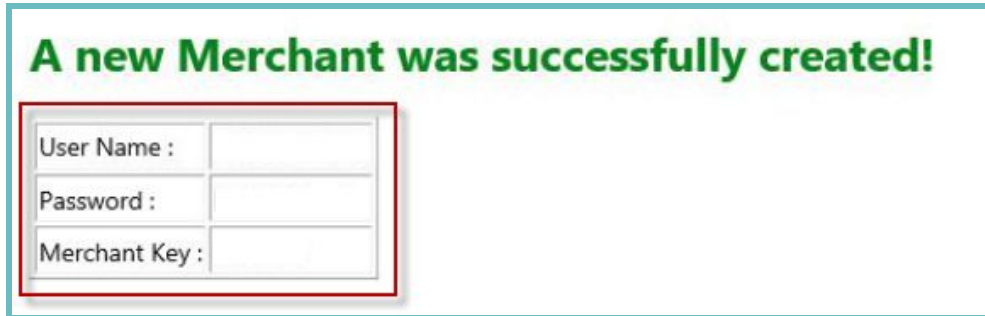 A new Merchant was successfully created!
User Name :
Password :
Merchant Key :